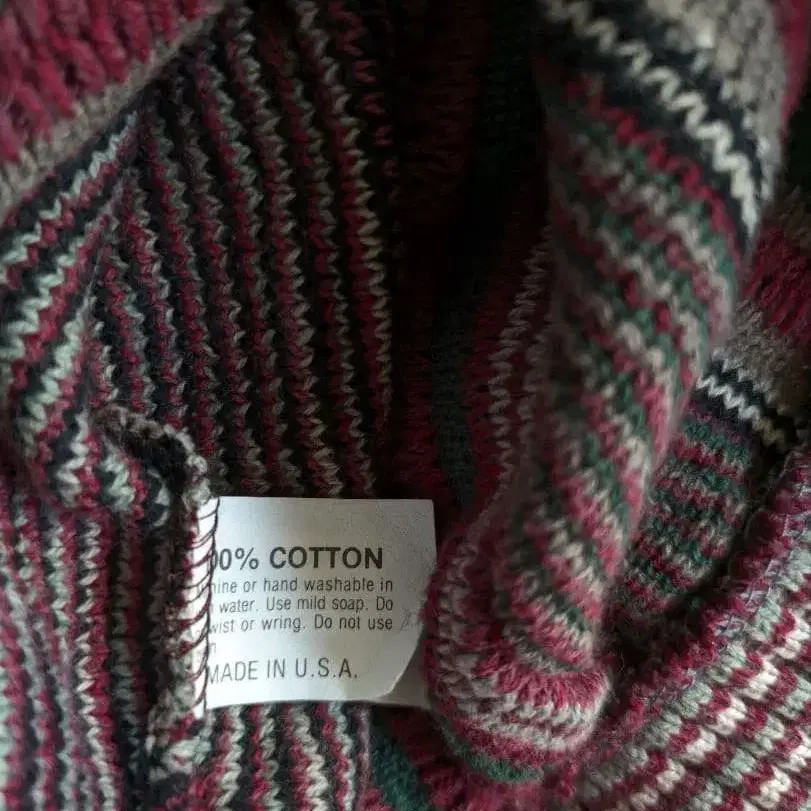 00% COTTON
hine or hand washable in
water. Use mild soap. Do
wist or wring. Do not use
n
MADE IN U.S.A.